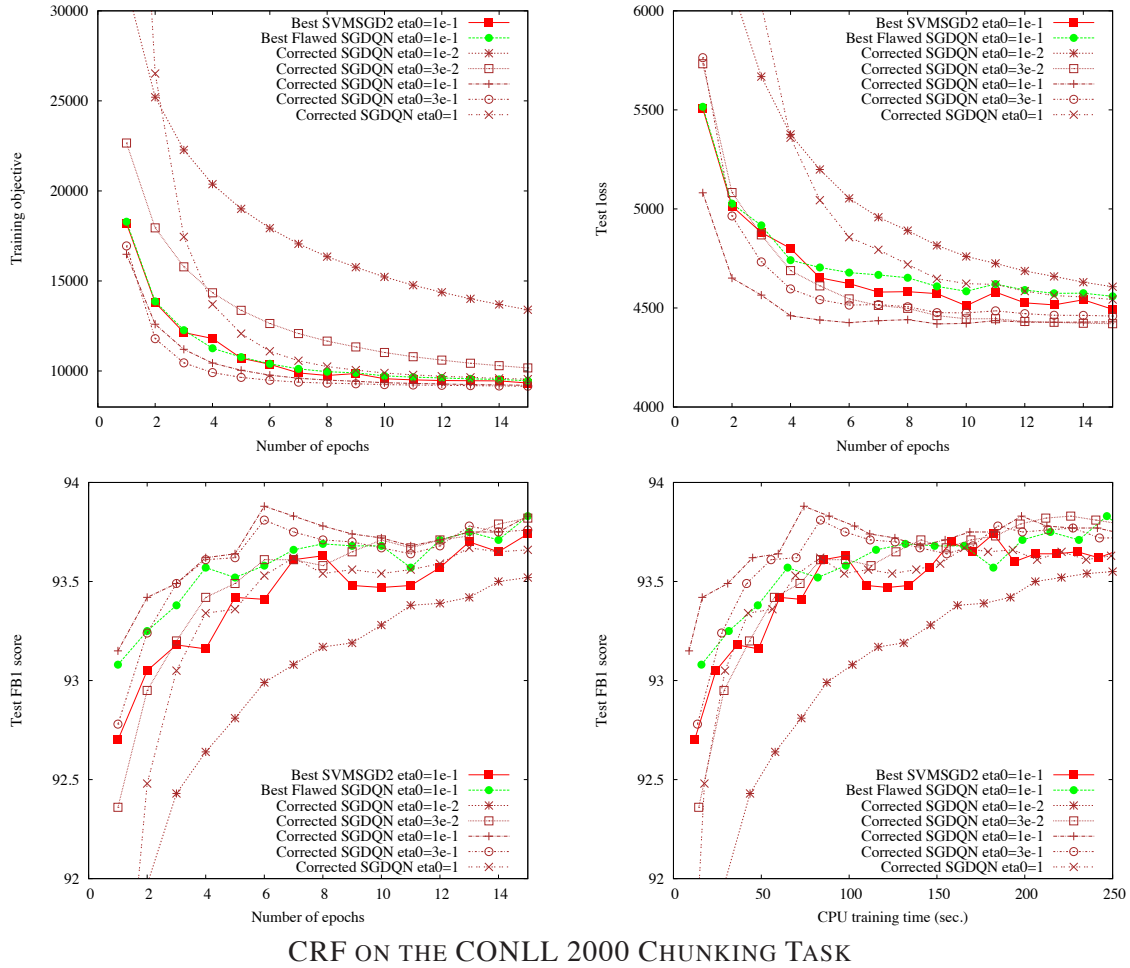 30000
25000
20000
15000
10000
0 2 4 6 8 10 12 14
Training objective
Number of epochs
Best SVMSGD2 eta0=1e-1
Best Flawed SGDQN eta0=1e-1
Corrected SGDQN eta0=1e-2
Corrected SGDQN eta0=3e-2
Corrected SGDQN eta0=1e-1
Corrected SGDQN eta0=3e-1
Corrected SGDQN eta0=1
6000
5500
5000
4500
4000
0 2 4 6 8 10 12 14
Test loss
Number of epochs
Best SVMSGD2 eta0=1e-1
Best Flawed SGDQN eta0=1e-1
Corrected SGDQN eta0=1e-2
Corrected SGDQN eta0=3e-2
Corrected SGDQN eta0=1e-1
Corrected SGDQN eta0=3e-1
Corrected SGDQN eta0=1
94
93.5
93
92.5
92
0 2 4 6 8 10 12 14
Test FB1 score
Number of epochs
Best SVMSGD2 eta0=1e-1
Best Flawed SGDQN eta0=1e-1
Corrected SGDQN eta0=1e-2
Corrected SGDQN eta0=3e-2
Corrected SGDQN eta0=1e-1
Corrected SGDQN eta0=3e-1
Corrected SGDQN eta0=1
94
93.5
93
92.5
92
0 50 100 150 200 250
Test FB1 score
CPU training time (sec.)
Best SVMSGD2 eta0=1e-1
Best Flawed SGDQN eta0=1e-1
Corrected SGDQN eta0=1e-2
Corrected SGDQN eta0=3e-2
Corrected SGDQN eta0=1e-1
Corrected SGDQN eta0=3e-1
Corrected SGDQN eta0=1
CRF ON THE CONLL 2000 CHUNKING TASK